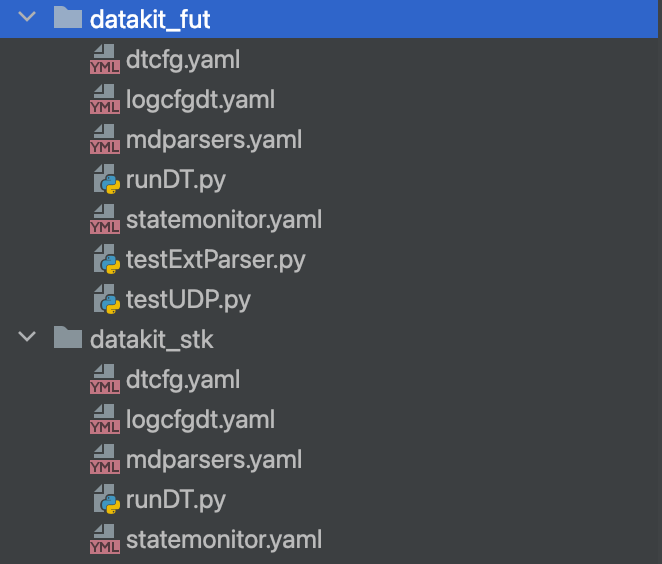 datakit_fut
YML dtcfg.yaml
YML logcfgdt.yaml
YML mdparsers.yaml
runDT.py
YML statemonitor.yaml
testExtParser.py
testUDP.py
datakit_stk
YML dtcfg.yaml
YML logcfgdt.yaml
YML mdparsers.yaml
runDT.py
YML statemonitor.yaml